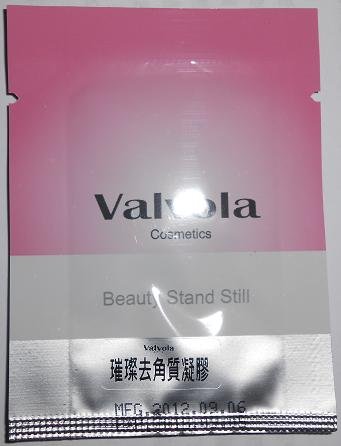 Valvola
Cosmetics
Beauty Stand Still
Valvola
璀璨去角質凝膠
MFG.2012.09.06